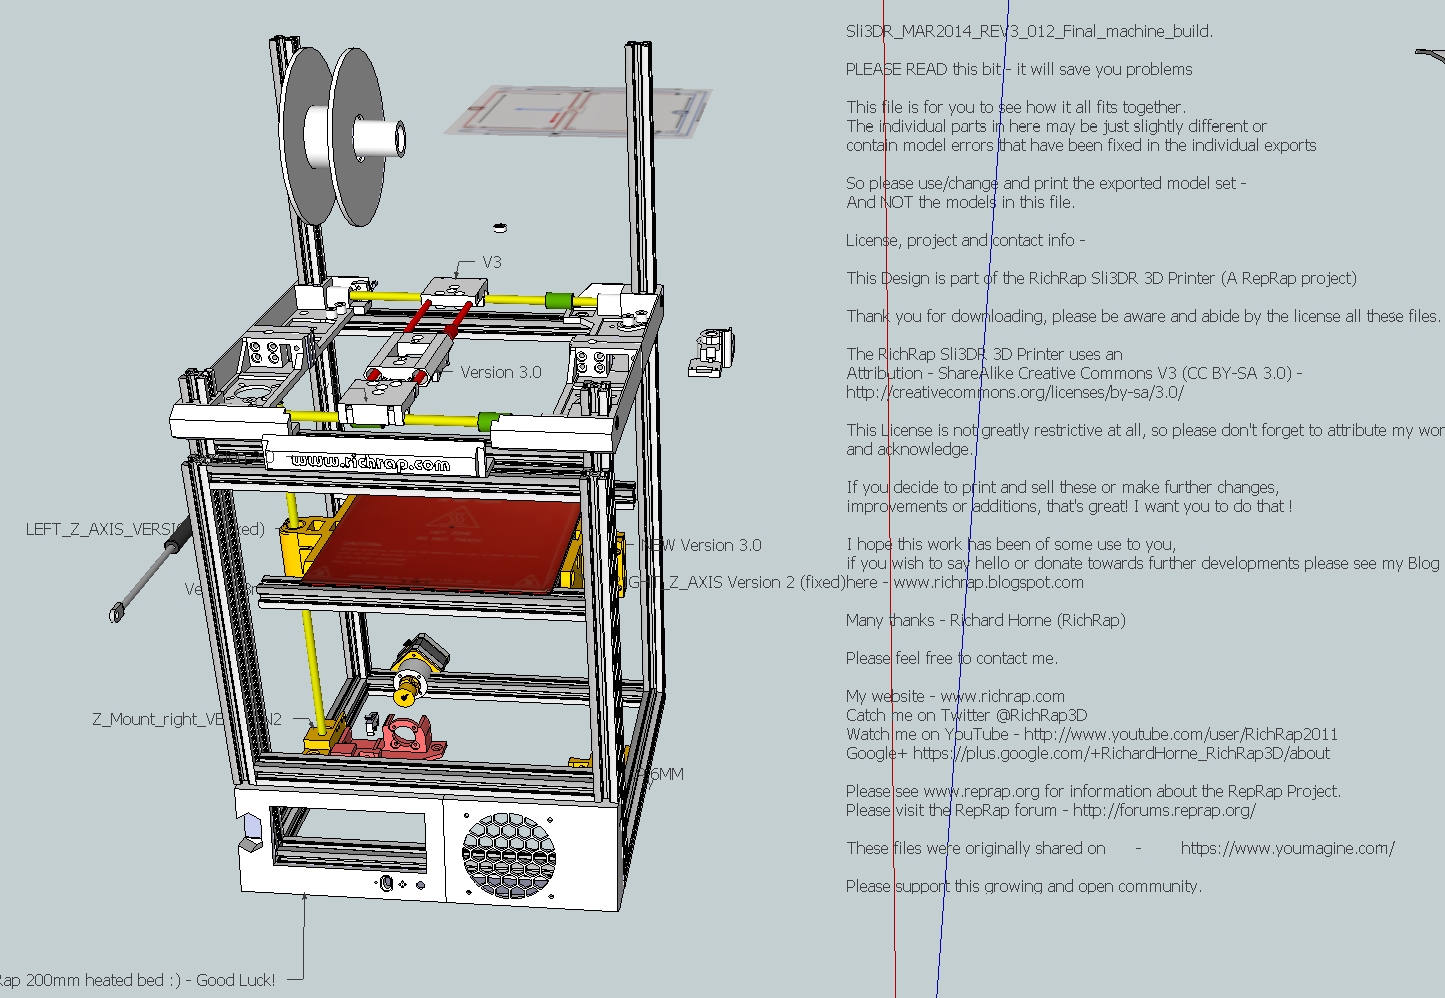 Sli3DR_MAR2014_REV3_012_Final_machine_build.
PLEASE READ this bit - it will save you problems
This file is for you to see how it all fits together.
The individual parts in here may be just slightly different or
contain model errors that have been fixed in the individual exports
So please use/change and print the exported model set -
And NOT the models in this file.
License, project and contact info -
This Design is part of the RichRap Sli3DR 3D Printer (A RepRap project)
Thank you for downloading, please be aware and abide by the license all these files.
The RichRap Sli3DR 3D Printer uses an
Attribution - ShareAlike Creative Commons V3 (CC BY-SA 3.0) -
http://creativecommons.org/licenses/by-sa/3.0/
This License is not greatly restrictive at all, so please don't forget to attribute my wor
and acknowledge.
If you decide to print and sell these or make further changes,
improvements or additions, that's great! I want you to do that !
I hope this work has been of some use to you,
if you wish to say hello or donate towards further developments please see my Blog
here - www.richrap.blogspot.com
Many thanks - Richard Horne (RichRap)
Please feel free to contact me.
My website - www.richrap.com
Catch me on Twitter @RichRap3D
Watch me on YouTube - http://www.youtube.com/user/RichRap2011
Google+ https://plus.google.com/+RichardHorne_RichRap3D/about
Please see www.reprap.org for information about the RepRap Project.
Please visit the RepRap forum - http://forums.reprap.org/
These files were originally shared on - https://www.youmagine.com/
Please support this growing and open community.
V3
Version 3.0
www.richrap.com
LEFT_Z_AXIS_VERSI ed)
Ve
NEW Version 3.0
GHT_Z_AXIS Version 2 (fixed)
Z_Mount_right_VE N2
6MM
Rap 200mm heated bed :) - Good Luck!